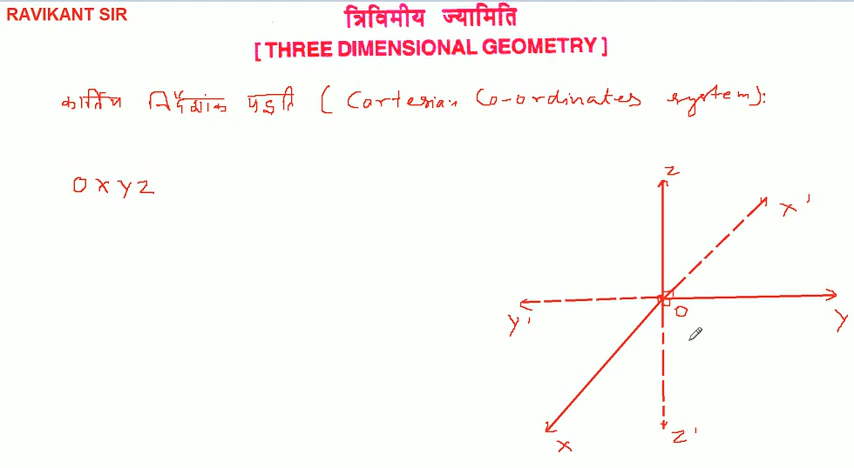 RAVIKANT SIR
त्रिविमीय ज्यामिति
[ THREE DIMENSIONAL GEOMETRY ]
कार्तिय निर्देशांक पद्धति ( Cartesian Co-ordinates system):
O X Y Z
Z
X'
Y'
O
Y
X
Z'